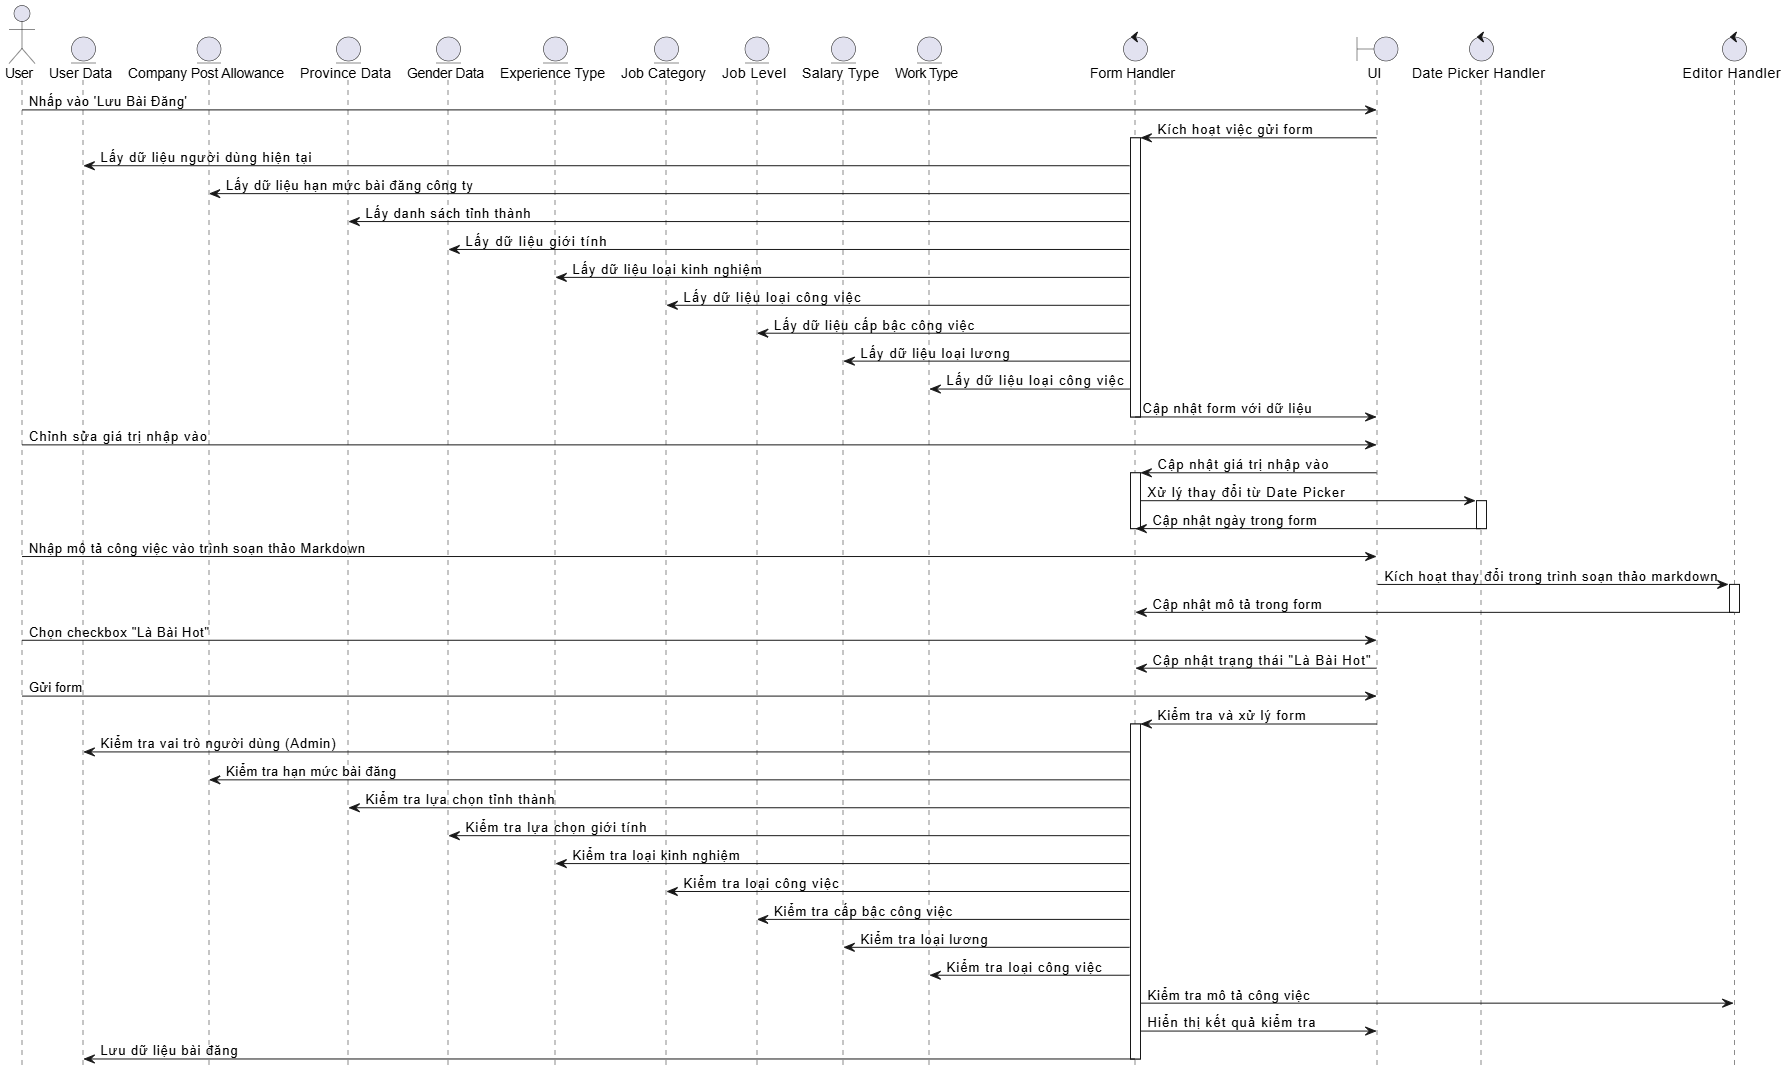 User
User Data
Company Post Allowance
Province Data
Gender Data
Experience Type
Job Category
Job Level
Salary Type
Work Type
Form Handler
UI
Date Picker Handler
Editor Handler
Nhấp vào 'Lưu Bài Đăng'
Kích hoạt việc gửi form
Lấy dữ liệu người dùng hiện tại
Lấy dữ liệu hạn mức bài đăng công ty
Lấy danh sách tỉnh thành
Lấy dữ liệu giới tính
Lấy dữ liệu loại kinh nghiệm
Lấy dữ liệu loại công việc
Lấy dữ liệu cấp bậc công việc
Lấy dữ liệu loại lương
Lấy dữ liệu loại công việc
Cập nhật form với dữ liệu
Chỉnh sửa giá trị nhập vào
Cập nhật giá trị nhập vào
Xử lý thay đổi từ Date Picker
Cập nhật ngày trong form
Nhập mô tả công việc vào trình soạn thảo Markdown
Kích hoạt thay đổi trong trình soạn thảo markdown
Cập nhật mô tả trong form
Chọn checkbox "Là Bài Hot"
Cập nhật trạng thái "Là Bài Hot"
Gửi form
Kiểm tra và xử lý form
Kiểm tra vai trò người dùng (Admin)
Kiểm tra hạn mức bài đăng
Kiểm tra lựa chọn tỉnh thành
Kiểm tra lựa chọn giới tính
Kiểm tra loại kinh nghiệm
Kiểm tra loại công việc
Kiểm tra cấp bậc công việc
Kiểm tra loại lương
Kiểm tra loại công việc
Kiểm tra mô tả công việc
Hiển thị kết quả kiểm tra
Lưu dữ liệu bài đăng